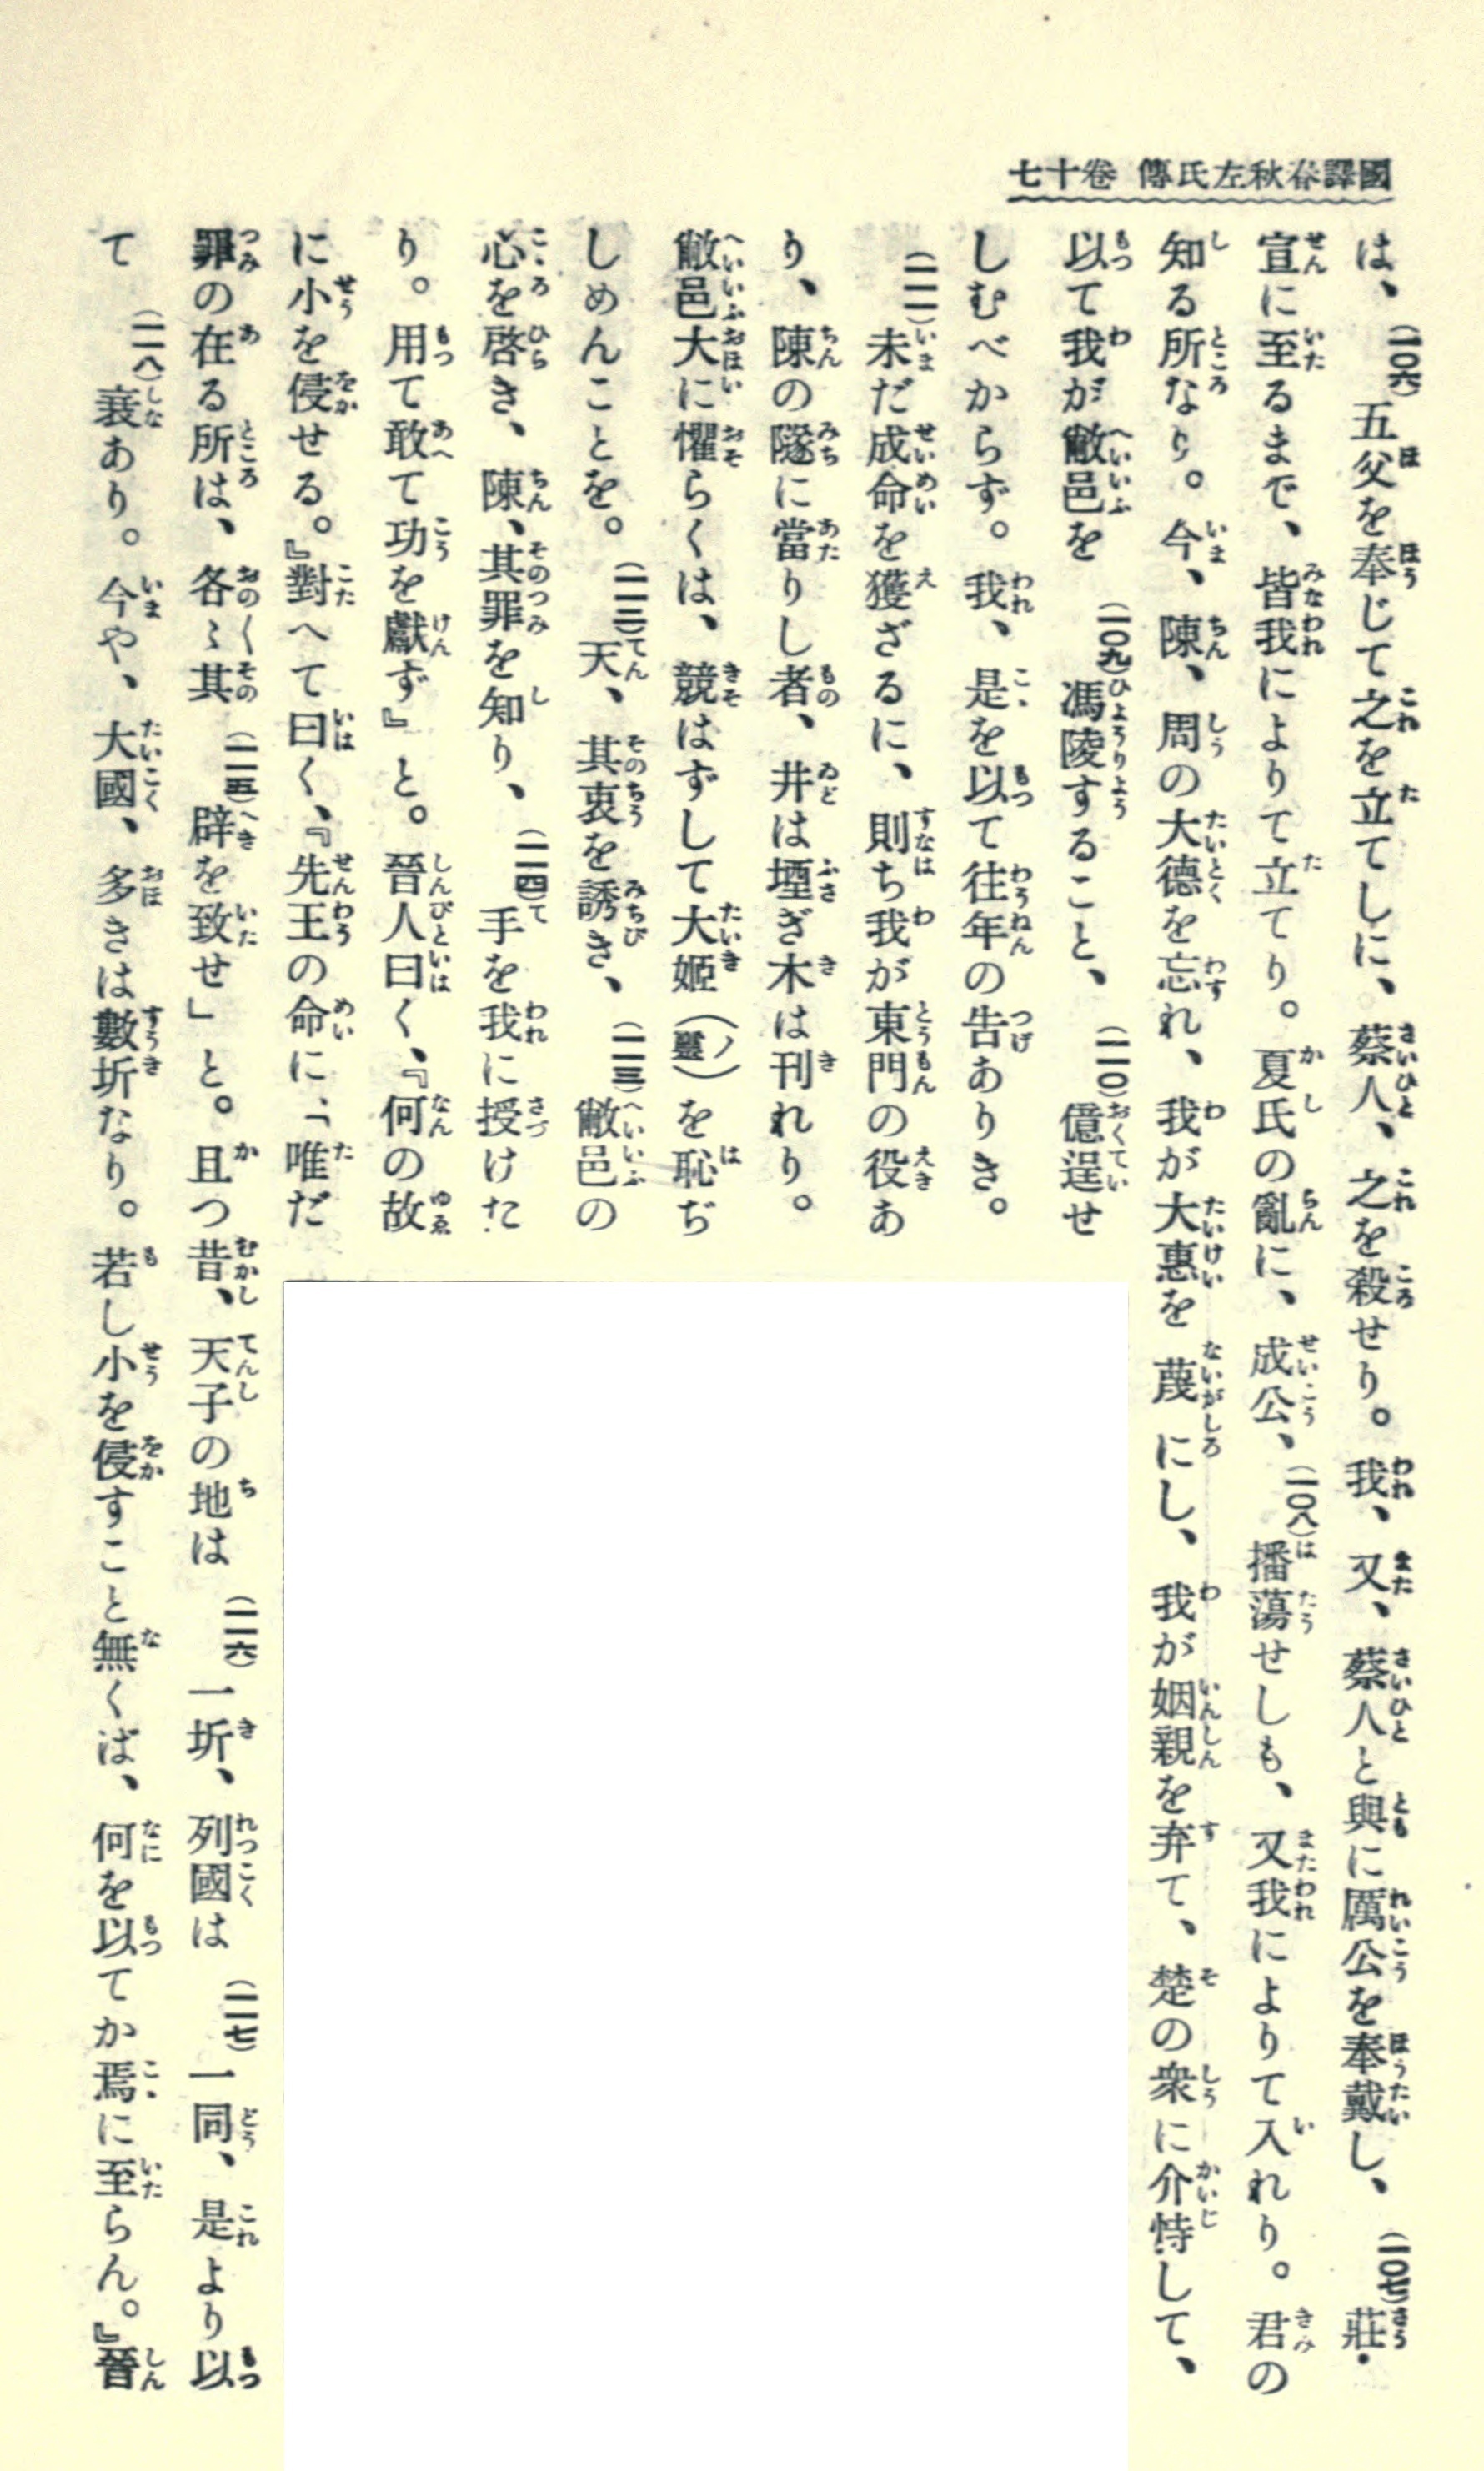 國譯春秋左氏傳 卷十七
は、(一〇六)五父を奉じて之を立てしに、蔡人、之を殺せり。我、又、蔡人と與に厲公を奉戴し、(一〇七)莊・
宣に至るまで、皆我によりて立てり。夏氏の亂に、成公、(一〇八)播蕩せしも、又我によりて入れり。君の
知る所なり。今、陳、周の大德を忘れ、我が大惠を蔑にし、我が姻親を弃て、楚の衆に介恃して、
以て我が敝邑を(一〇九)馮陵すること、(一一〇)億逞せ
しむべからず。我、是を以て往年の告ありき。
(一一一)未だ成命を獲ざるに、則ち我が東門の役あ
り、陳の隧に當りし者、井は堙ぎ木は刊れり。
敝邑大に懼らくは、競はずして大姬(ノ靈)を恥ぢ
しめんことを。(一一二)天、其衷を誘き、(一一三)敝邑の
心を啓き、陳、其罪を知り、(一一四)手を我に授けた
り。用て敢て功を獻ず』と。晉人曰く、『何の故
に小を侵せる。』對へて曰く、『先王の命に、「唯だ
罪の在る所は、各〻其(一一五)辟を致せ」と。且つ昔、天子の地は(一一六)一圻、列國は(一一七)一同、是より以
て(一一八)衰あり。今や、大國、多きは數圻なり。若し小を侵すこと無くば、何を以てか焉に至らん。』晉